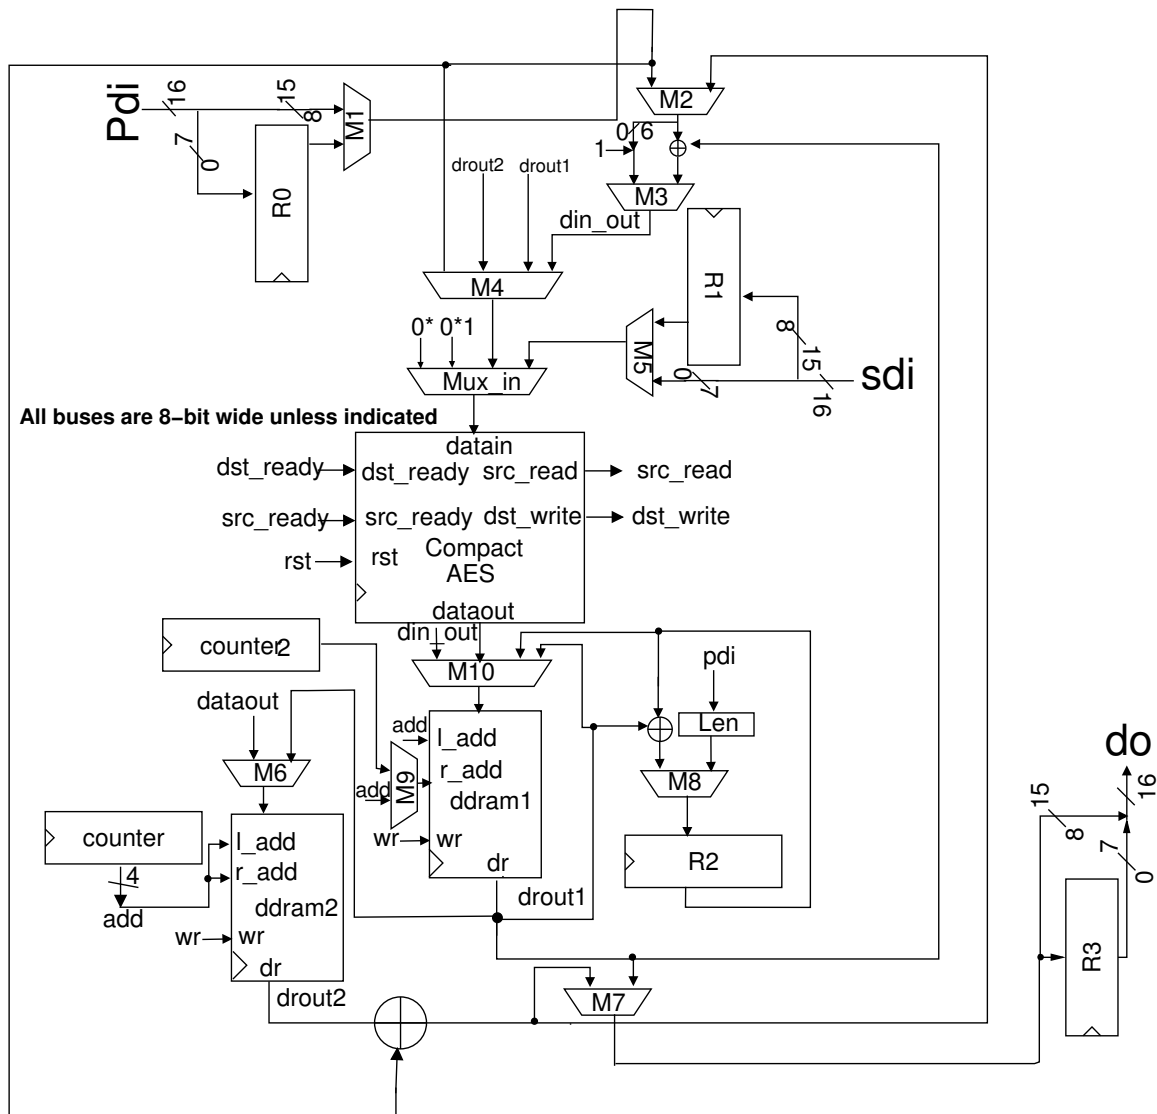 Pdi
16
15
8
7
0
M1
R0
M2
0
6
1
M3
drout2
drout1
din_out
M4
R1
M5
8
15
0
7
16
sdi
0* 0*1
Mux_in
All buses are 8−bit wide unless indicated
datain
dst_ready
dst_ready
src_read
src_read
src_ready
src_ready
dst_write
dst_write
rst
rst
Compact
AES
dataout
din_out
counter2
M10
pdi
dataout
add
l_add
Len
do
M6
r_add
M9
add
ddram1
M8
16
15
8
7
0
counter
l_add
wr
wr
R2
4
r_add
dr
add
ddram2
drout1
wr
wr
R3
dr
drout2
M7